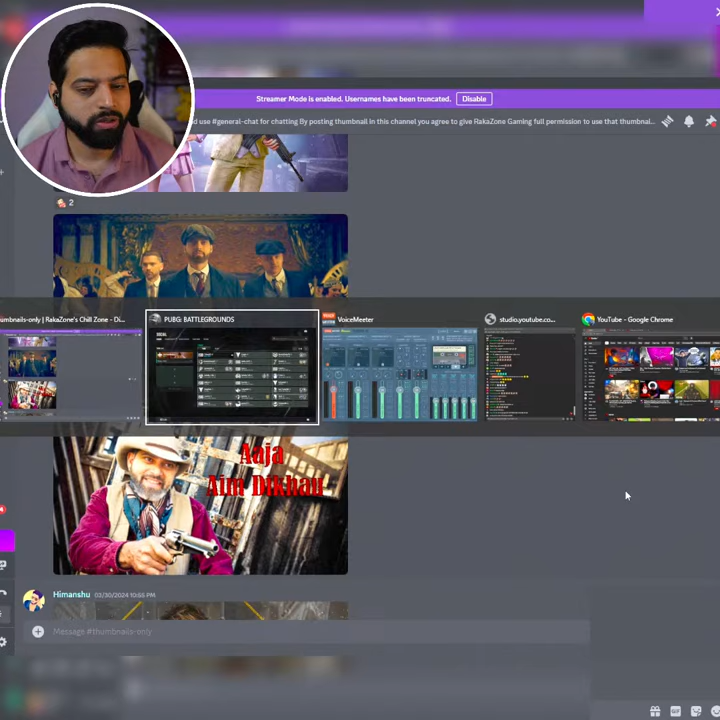 Streamer Mode is enabled. Usernames have been truncated. Disable
d use #general-chat for chatting By posting thumbnail in this channel you agree to give RakaZone Gaming full permission to use that thumbnai...
2
umbnails-only | RakaZone's Chill Zone - Di...
PUBG: BATTLEGROUNDS
VoiceMeeter
studio.youtube.co...
YouTube - Google Chrome
Aaja
Aim Dikhau
Himanshu 03/30/2024 10:55 PM
Message #thumbnails-only
GIF